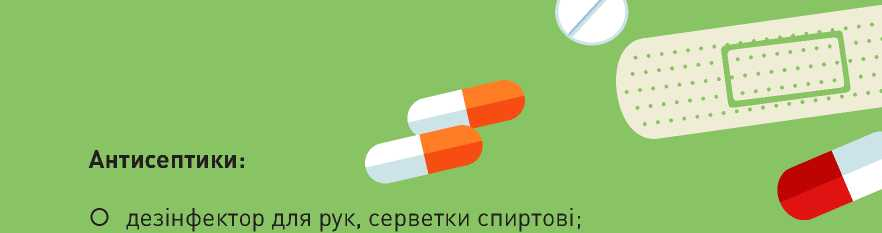 Антисептики:
О дезінфектор для рук, серветки спиртові;